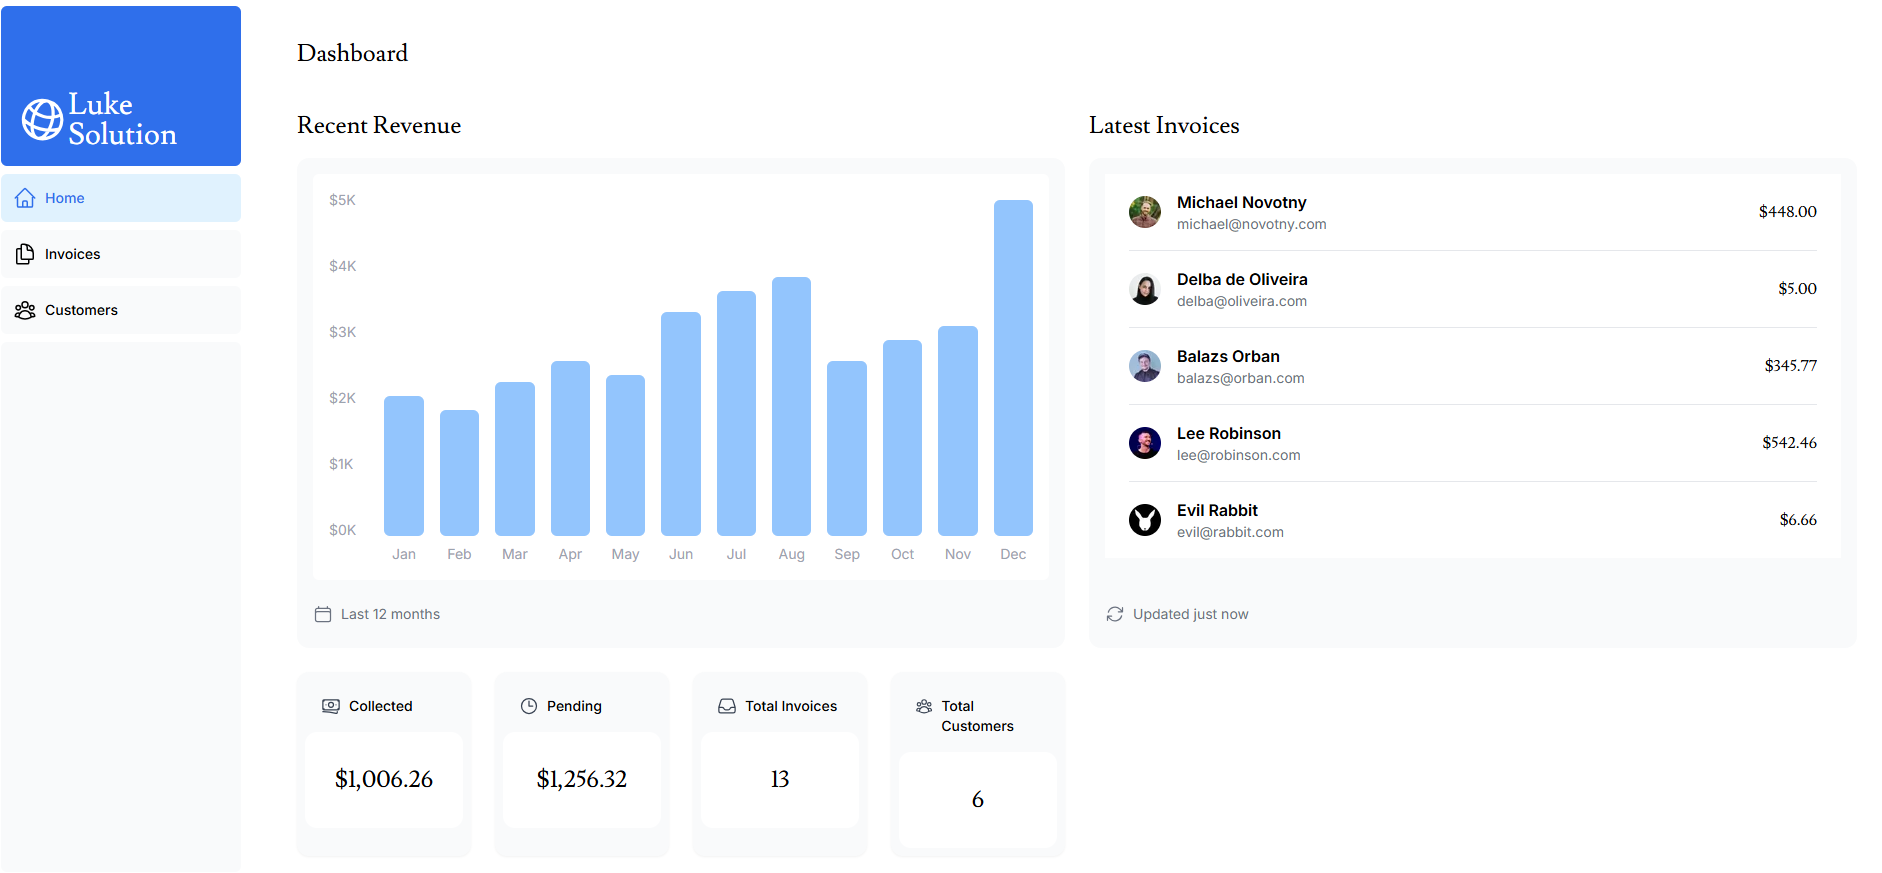 Luke
Solution
Home
Invoices
Customers
Dashboard
Recent Revenue
$5K
$4K
$3K
$2K
$1K
$0K
Jan Feb Mar Apr May Jun Jul Aug Sep Oct Nov Dec
Last 12 months
Latest Invoices
Michael Novotny
michael@novotny.com
$448.00
Delba de Oliveira
delba@oliveira.com
$5.00
Balazs Orban
balazs@orban.com
$345.77
Lee Robinson
lee@robinson.com
$542.46
Evil Rabbit
evil@rabbit.com
$6.66
Updated just now
Collected
$1,006.26
Pending
$1,256.32
Total Invoices
13
Total
Customers
6